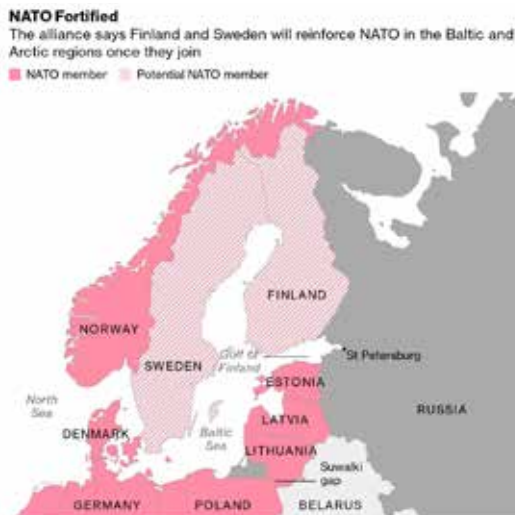 NATO Fortified
The alliance says Finland and Sweden will reinforce NATO in the Baltic and
Arctic regions once they join
NATO member
Potential NATO member
FINLAND
NORWAY
SWEDEN
Gulf of
Finland
St Petersburg
ESTONIA
North
Sea
RUSSIA
LATVIA
DENMARK
Baltic
Sea
LITHUANIA
Suwalki
gap
GERMANY
POLAND
BELARUS